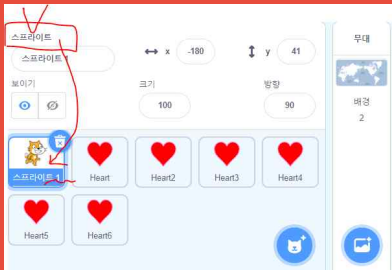 스프라이트
스프라이트 1
x -180
y 41
무대
보이기
크기
방향
100
90
배경
2
스프라이트 1
Heart
Heart2
Heart3
Heart4
Heart5
Heart6